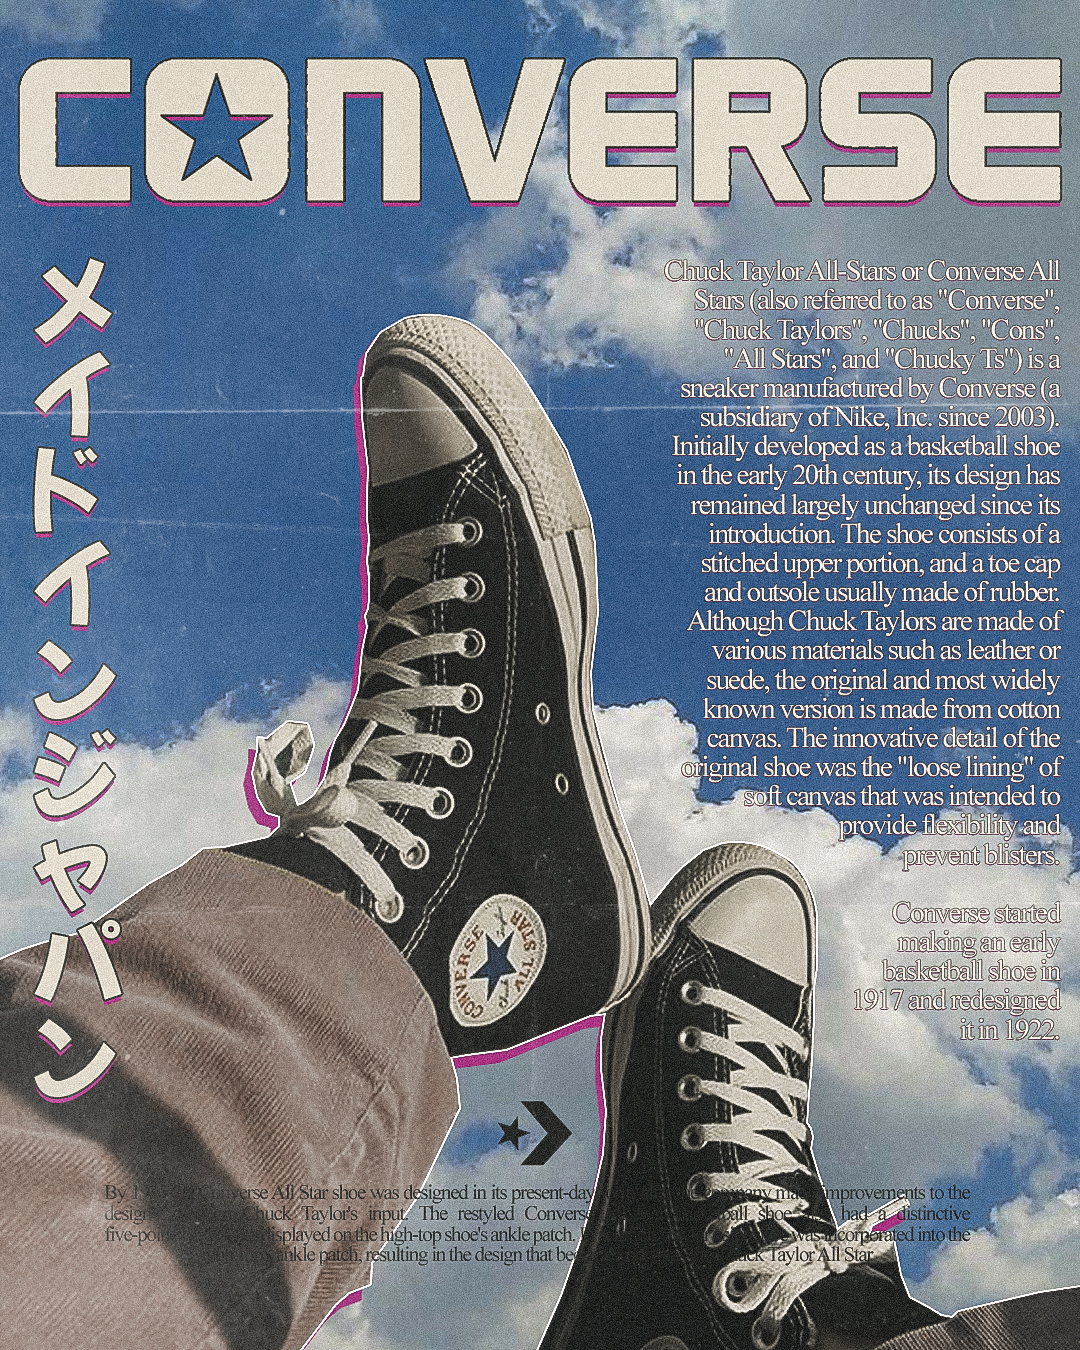 CONVERSE
メイドインジャパン
Chuck Taylor All-Stars or Converse All
Stars (also referred to as "Converse",
"Chuck Taylors", "Chucks", "Cons",
"All Stars", and "Chucky Ts") is a
sneaker manufactured by Converse (a
subsidiary of Nike, Inc. since 2003).
Initially developed as a basketball shoe
in the early 20th century, its design has
remained largely unchanged since its
introduction. The shoe consists of a
stitched upper portion, and a toe cap
and outsole usually made of rubber.
Although Chuck Taylors are made of
various materials such as leather or
suede, the original and most widely
known version is made from cotton
canvas. The innovative detail of the
original shoe was the "loose lining" of
soft canvas that was intended to
provide flexibility and
prevent blisters.
Converse started
making an early
basketball shoe in
1917 and redesigned
it in 1922.
CONVERSE
ALL STAR
By Converse All Star shoe was designed in its present-day company made improvements to the
Chuck Taylor's input. The restyled shoe had a distinctive
displayed on the high-top shoe's ankle patch. was incorporated into the
ankle patch, resulting in the design that Taylor All Star